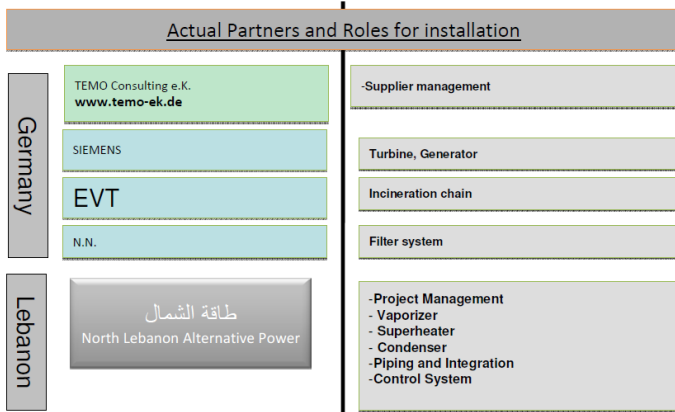 Actual Partners and Roles for installation
Germany
TEMO Consulting e.K.
www.temo-ek.de
-Supplier management
SIEMENS
Turbine, Generator
EVT
Incineration chain
N.N.
Filter system
Lebanon
طاقة الشمال
North Lebanon Alternative Power
-Project Management
- Vaporizer
- Superheater
- Condenser
-Piping and Integration
-Control System